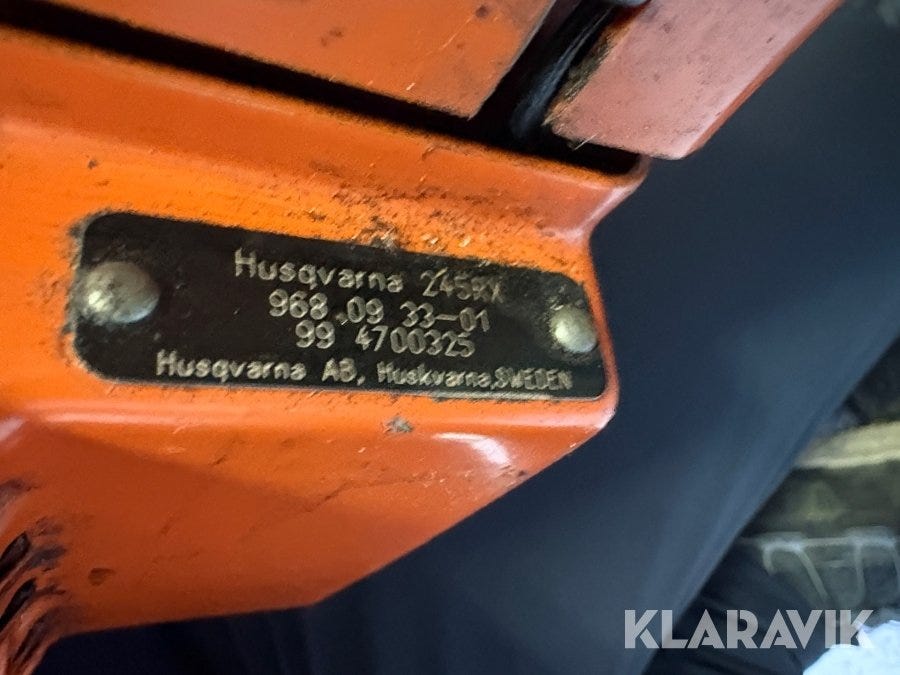 Husqvarna 245RX
968 09 33-01
99 4700325
Husqvarna AB, Huskvarna, SWEDEN
KLARAVIK